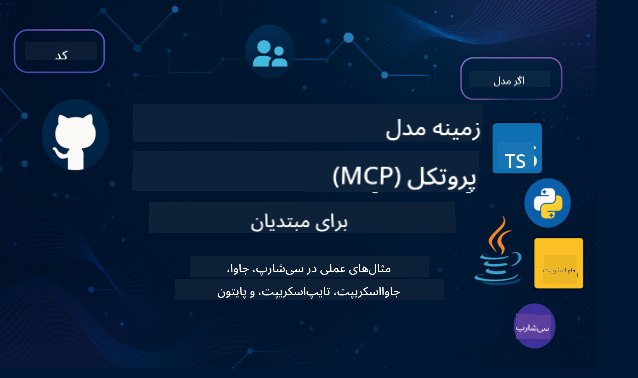 کد
اگر مدل
زمینه مدل
پروتکل (MCP)
برای مبتدیان
مثال‌های عملی در سی‌شارپ، جاوا،
جاوااسکریپت، تایپ‌اسکریپت، و پایتون
TS
جاوااسکریپت
سی‌شارپ